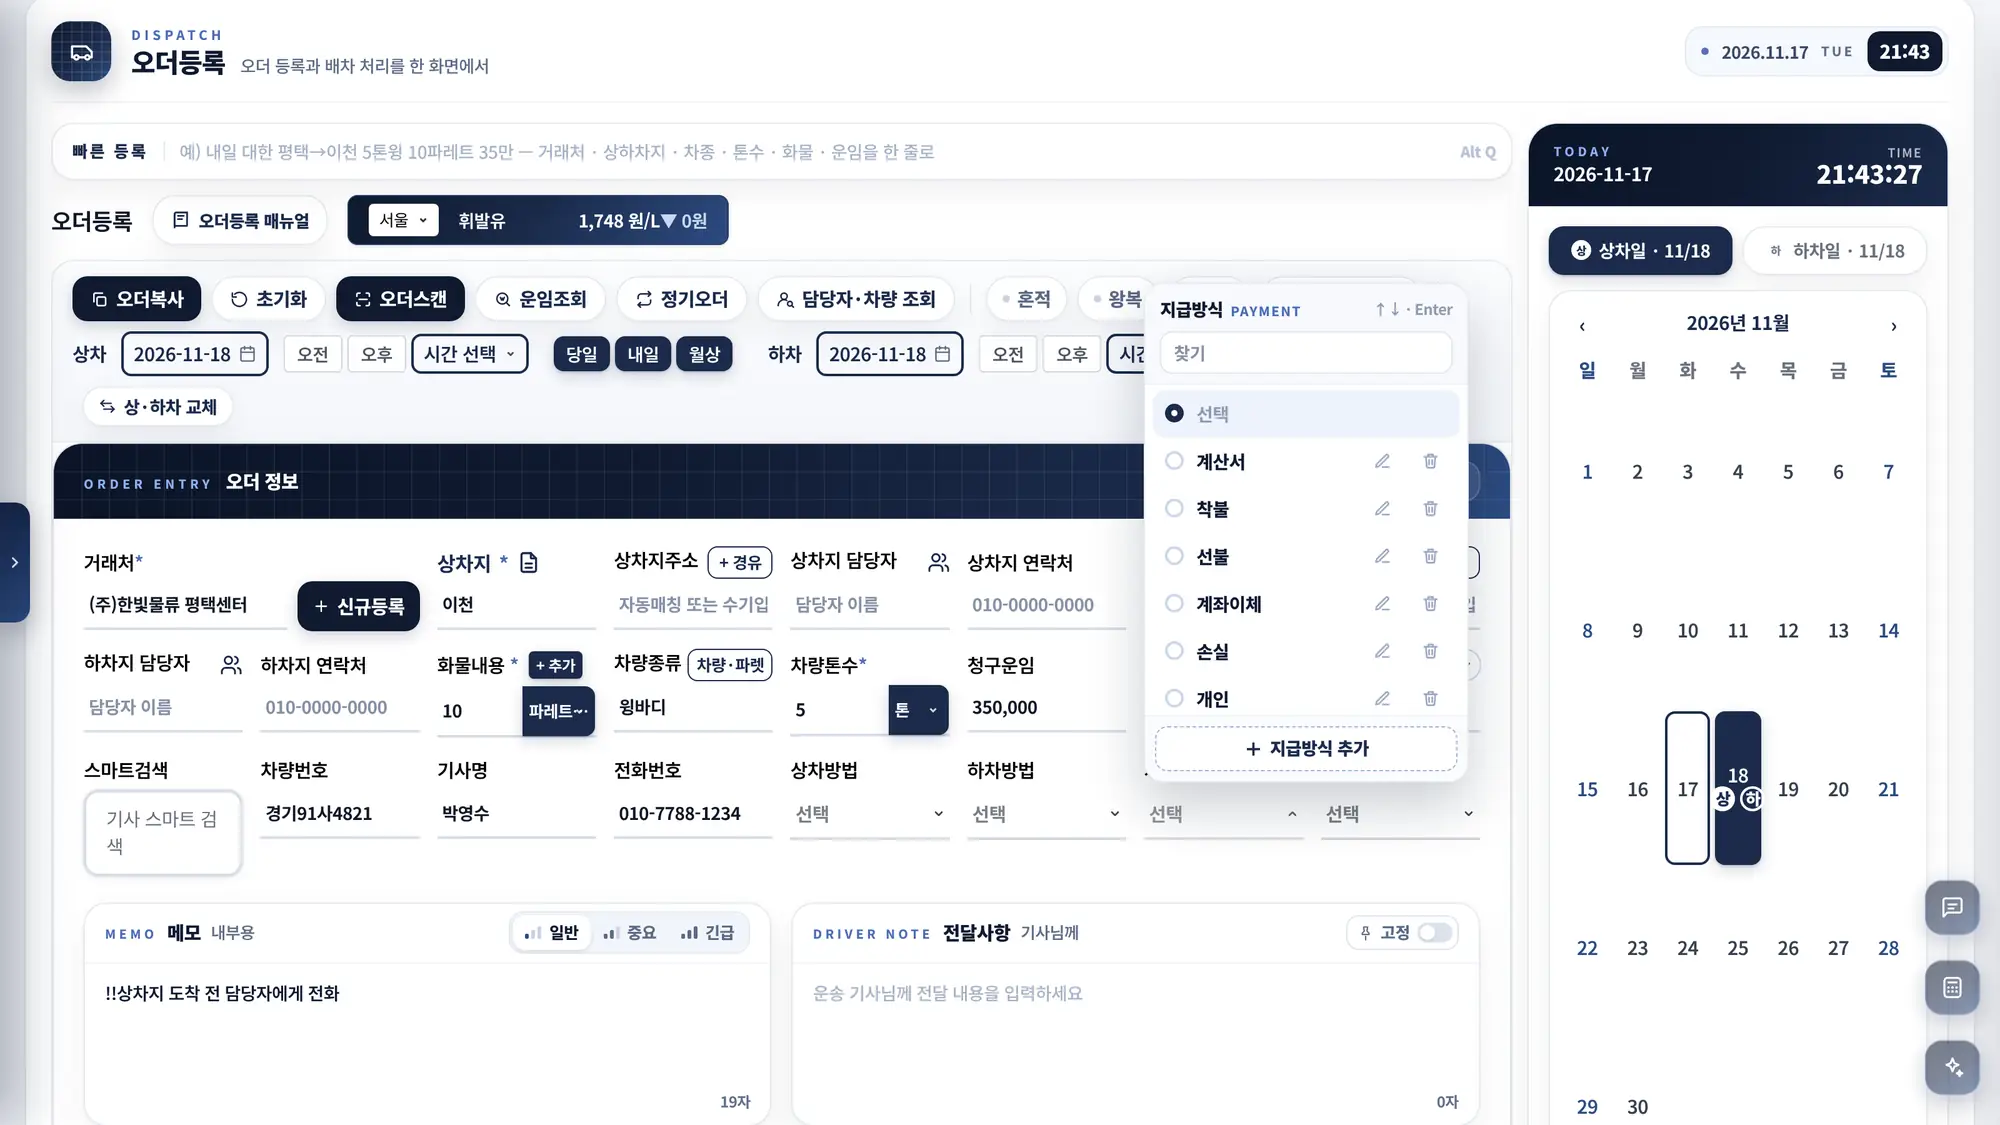 DISPATCH
오더등록 오더 등록과 배차 처리를 한 화면에서
2026.11.17 TUE 21:43
빠른 등록 예) 내일 대한 평택→이천 5톤윙 10파레트 35만 — 거래처 · 상하차지 · 차종 · 톤수 · 화물 · 운임을 한 줄로 Alt Q
오더등록 오더등록 매뉴얼 서울 휘발유 1,748 원/L▼ 0원
오더복사 초기화 오더스캔 운임조회 정기오더 담당자·차량 조회 혼적 왕복
상차 2026-11-18 오전 오후 시간 선택 당일 내일 월상 하차 2026-11-18 오전 오후
상·하차 교체
ORDER ENTRY 오더 정보
거래처* 상차지 * 상차지주소 + 경유 상차지 담당자 상차지 연락처
(주)한빛물류 평택센터 + 신규등록 이천 자동매칭 또는 수기입 담당자 이름 010-0000-0000
하차지 담당자 하차지 연락처 화물내용 * + 추가 차량종류 차량·파렛 차량톤수* 청구운임
담당자 이름 010-0000-0000 10 파레트 윙바디 5 톤 350,000
스마트검색 차량번호 기사명 전화번호 상차방법 하차방법
기사 스마트 검색 경기91사4821 박영수 010-7788-1234 선택 선택 선택 선택
지급방식 PAYMENT ↑↓ · Enter
찾기
선택
계산서
착불
선불
계좌이체
손실
개인
+ 지급방식 추가
MEMO 메모 내부용 일반 중요 긴급
!!상차지 도착 전 담당자에게 전화
19자
DRIVER NOTE 전달사항 기사님께 고정
운송 기사님께 전달 내용을 입력하세요
0자
TODAY TIME
2026-11-17 21:43:27
상 상차일 · 11/18 하 하차일 · 11/18
‹ 2026년 11월 ›
일 월 화 수 목 금 토
1 2 3 4 5 6 7
8 9 10 11 12 13 14
15 16 17 18 19 20 21
상 하
22 23 24 25 26 27 28
29 30